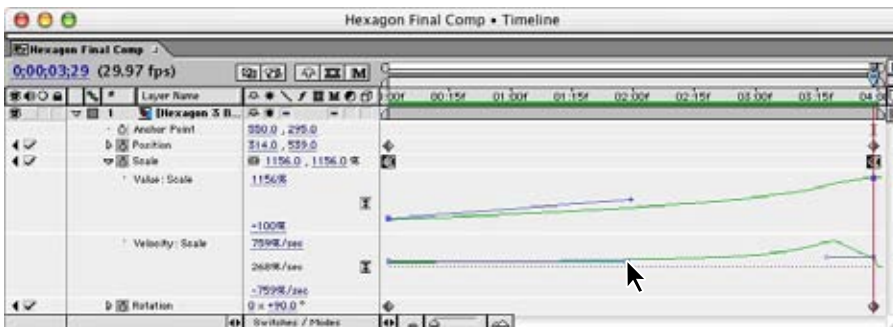 Hexagon Final Comp • Timeline
Hexagon Final Comp
0;00;03;29 (29.97 fps)
M
# Layer Name 00f 00:15f 01:00f 01:15f 02:00f 02:15f 03:00f 03:15f 04:0
1 [Hexagon 3 B...
Anchor Point 550.0 , 295.0
Position 314.0 , 539.0
Scale 1156.0 , 1156.0 %
Value: Scale 1156%
-100%
Velocity: Scale 759%/sec
268%/sec
-759%/sec
Rotation 0 x +90.0 °
Switches / Modes